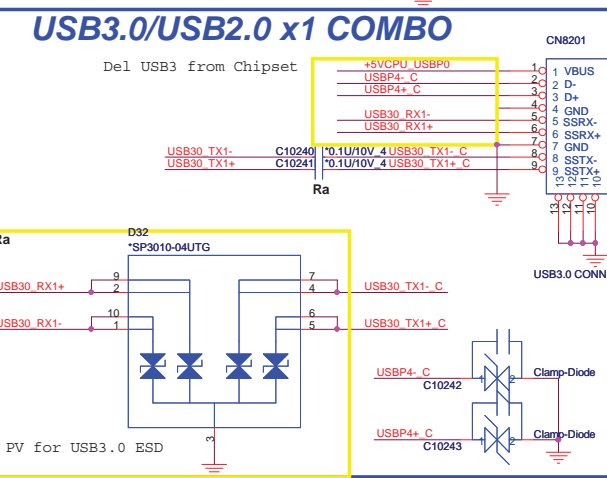 USB3.0/USB2.0 x1 COMBO
CN8201
Del USB3 from Chipset
+5VCPU_USBP0
USBP4-_C
USBP4+_C
USB30_RX1-
USB30_RX1+
USB30_TX1- C10240 *0.1U/10V_4 USB30_TX1-_C
USB30_TX1+ C10241 *0.1U/10V_4 USB30_TX1+_C
Ra
1 1 VBUS
2 2 D-
3 3 D+
4 4 GND
5 5 SSRX-
6 6 SSRX+
7 7 GND
8 8 SSTX-
9 9 SSTX+
13 12 11 10
13 12 11 10
USB3.0 CONN
Ra
D32
*SP3010-04UTG
USB30_RX1+ 9 2 7 4 USB30_TX1-_C
USB30_RX1- 10 1 6 5 USB30_TX1+_C
3
PV for USB3.0 ESD
USBP4-_C C10242 1 2 Clamp-Diode
USBP4+_C C10243 1 2 Clamp-Diode